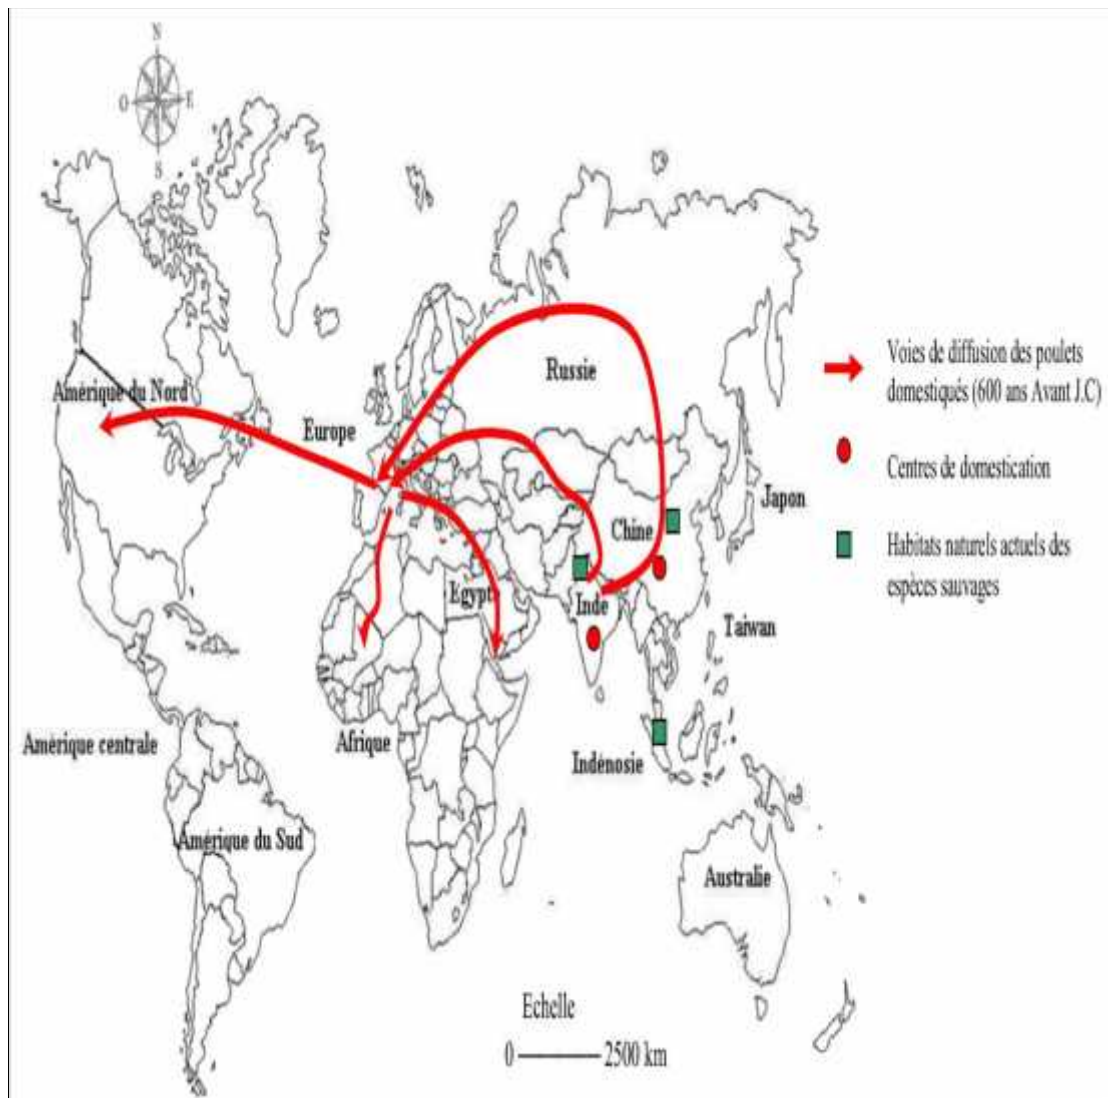 N
O
E
S
Voies de diffusion des poulets
domestiqués (600 ans Avant J.C)
Russie
Amérique du Nord
Europe
Centres de domestication
Japon
Chine
Habitats naturels actuels des
espèces sauvages
Egypt
Inde
Taiwan
Amérique centrale
Afrique
Indénosie
Amérique du Sud
Australie
Echelle
0
2500 km